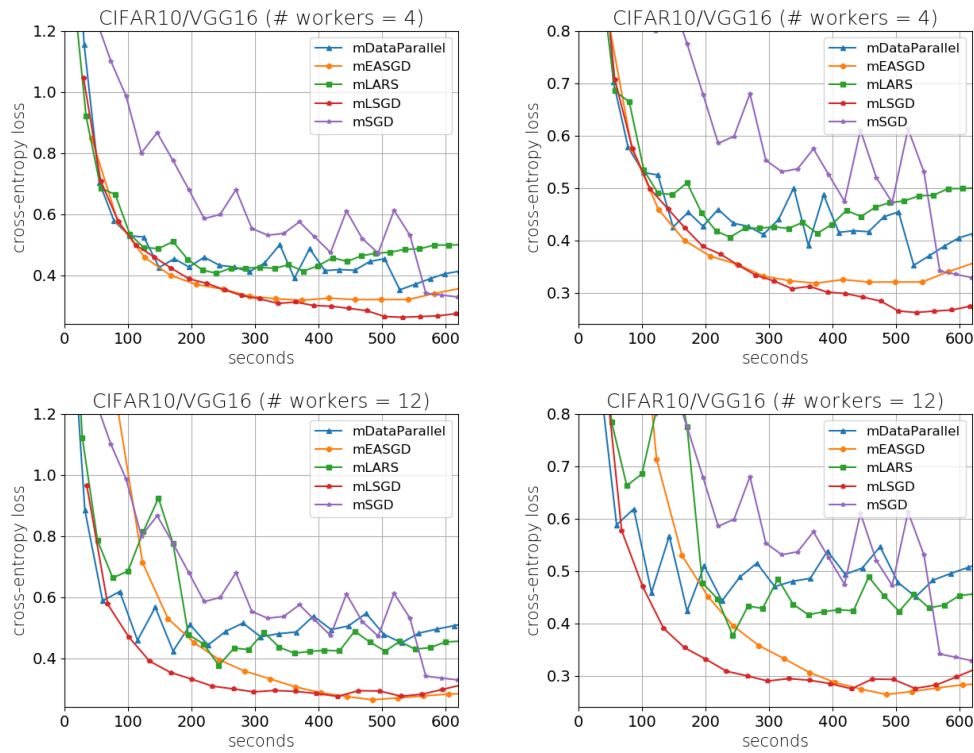 CIFAR10/VGG16 (# workers = 4)
1.2
1.0
0.8
0.6
0.4
cross-entropy loss
mDataParallel
mEASGD
mLARS
mLSGD
mSGD
0 100 200 300 400 500 600
seconds
CIFAR10/VGG16 (# workers = 4)
0.8
0.7
0.6
0.5
0.4
0.3
cross-entropy loss
mDataParallel
mEASGD
mLARS
mLSGD
mSGD
0 100 200 300 400 500 600
seconds
CIFAR10/VGG16 (# workers = 12)
1.2
1.0
0.8
0.6
0.4
cross-entropy loss
mDataParallel
mEASGD
mLARS
mLSGD
mSGD
0 100 200 300 400 500 600
seconds
CIFAR10/VGG16 (# workers = 12)
0.8
0.7
0.6
0.5
0.4
0.3
cross-entropy loss
mDataParallel
mEASGD
mLARS
mLSGD
mSGD
0 100 200 300 400 500 600
seconds